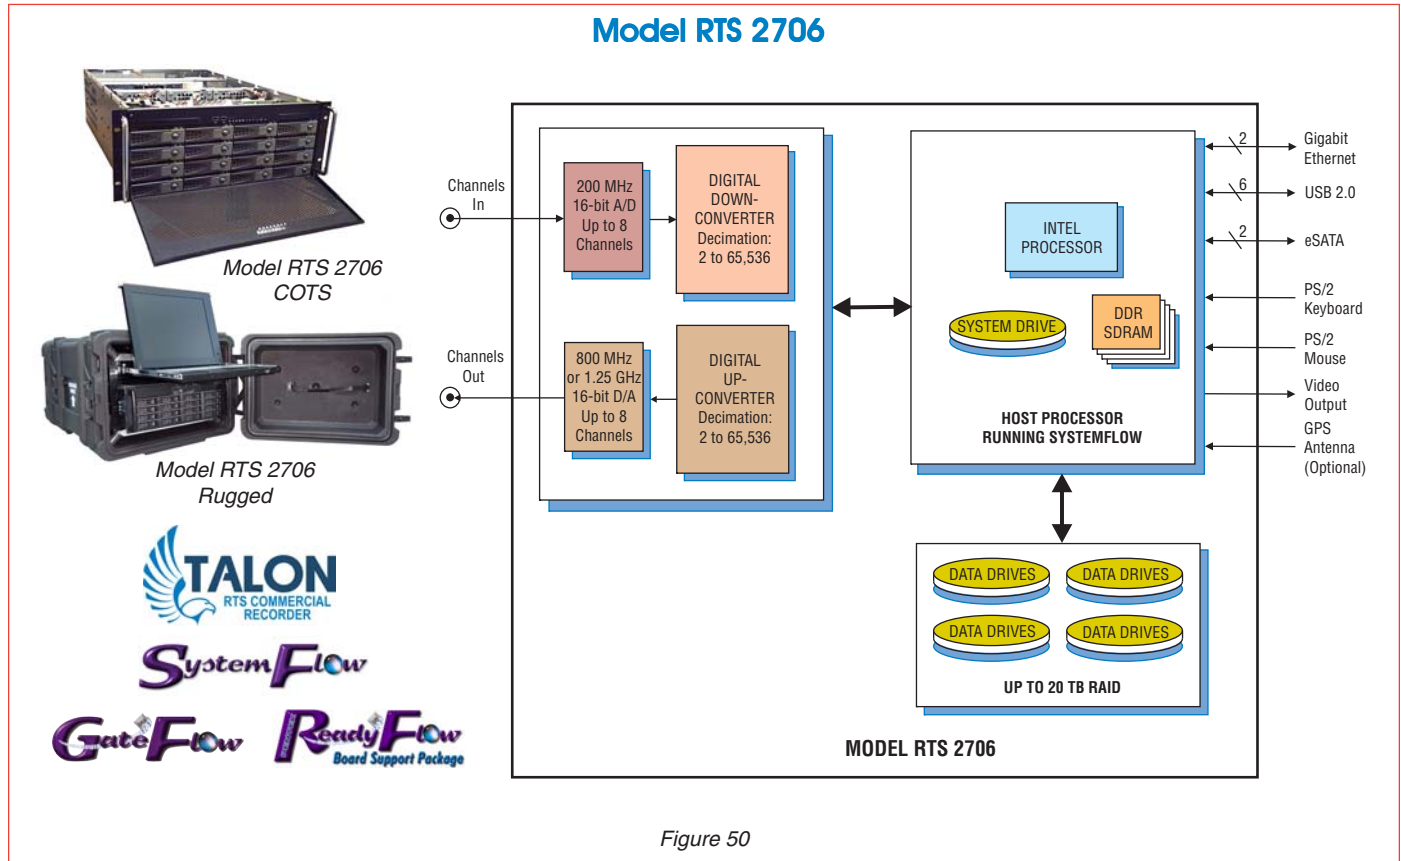 Model RTS 2706
Model RTS 2706
COTS
Model RTS 2706
Rugged
TALON
RTS COMMERCIAL
RECORDER
SystemFlow
GateFlow
ReadyFlow
Board Support Package
Channels
In
200 MHz
16-bit A/D
Up to 8
Channels
DIGITAL
DOWN-
CONVERTER
Decimation:
2 to 65,536
Channels
Out
800 MHz
or 1.25 GHz
16-bit D/A
Up to 8
Channels
DIGITAL
UP-
CONVERTER
Decimation:
2 to 65,536
INTEL
PROCESSOR
SYSTEM DRIVE
DDR
SDRAM
HOST PROCESSOR
RUNNING SYSTEMFLOW
2
Gigabit
Ethernet
6
USB 2.0
2
eSATA
PS/2
Keyboard
PS/2
Mouse
Video
Output
GPS
Antenna
(Optional)
DATA DRIVES
DATA DRIVES
DATA DRIVES
DATA DRIVES
UP TO 20 TB RAID
MODEL RTS 2706
Figure 50